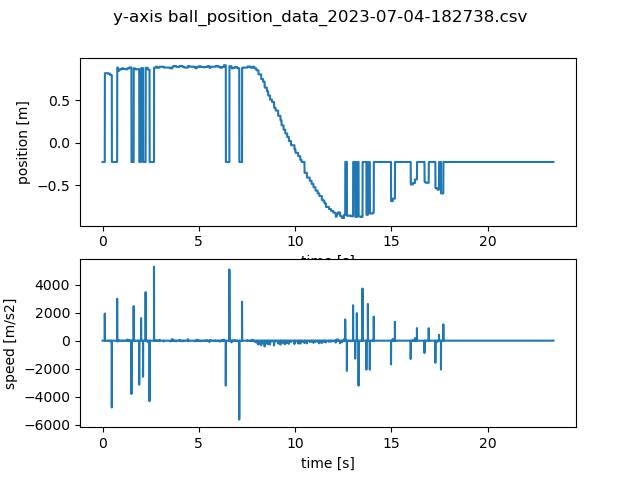 y-axis ball_position_data_2023-07-04-182738.csv
0.5
0.0
−0.5
position [m]
0 5 10 15 20
time [s]
4000
2000
0
−2000
−4000
−6000
speed [m/s2]
0 5 10 15 20
time [s]